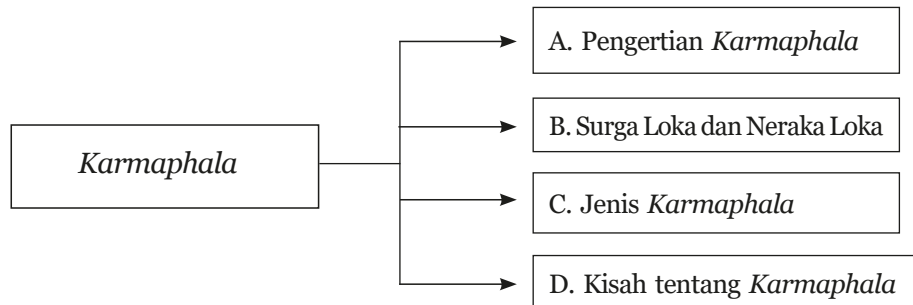 Karmaphala
A. Pengertian Karmaphala
B. Surga Loka dan Neraka Loka
C. Jenis Karmaphala
D. Kisah tentang Karmaphala